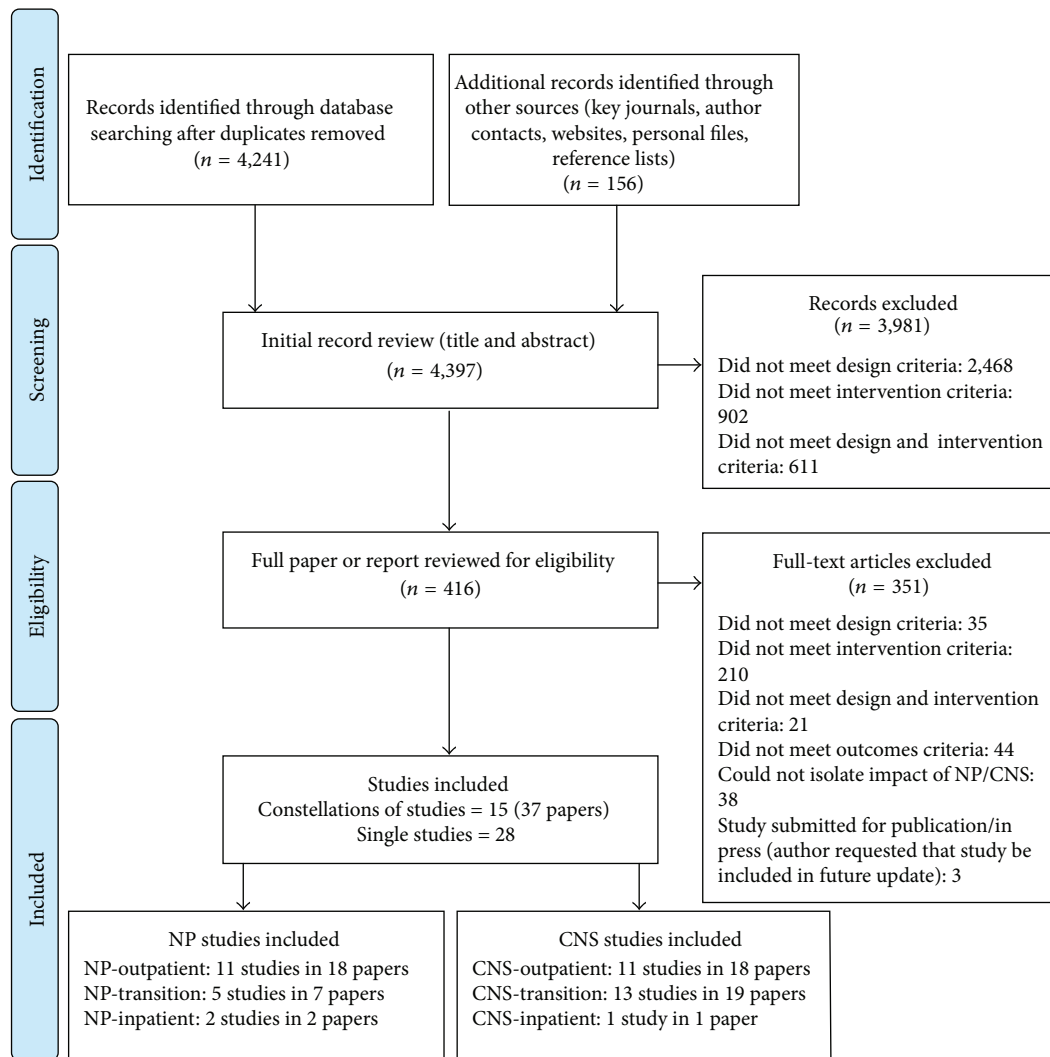 Identification
Records identified through database
searching after duplicates removed
(n = 4,241)
Additional records identified through
other sources (key journals, author
contacts, websites, personal files,
reference lists)
(n = 156)
Screening
Initial record review (title and abstract)
(n = 4,397)
Records excluded
(n = 3,981)
Did not meet design criteria: 2,468
Did not meet intervention criteria:
902
Did not meet design and intervention
criteria: 611
Eligibility
Full paper or report reviewed for eligibility
(n = 416)
Full-text articles excluded
(n = 351)
Did not meet design criteria: 35
Did not meet intervention criteria:
210
Did not meet design and intervention
criteria: 21
Did not meet outcomes criteria: 44
Could not isolate impact of NP/CNS:
38
Study submitted for publication/in
press (author requested that study be
included in future update): 3
Included
Studies included
Constellations of studies = 15 (37 papers)
Single studies = 28
NP studies included
NP-outpatient: 11 studies in 18 papers
NP-transition: 5 studies in 7 papers
NP-inpatient: 2 studies in 2 papers
CNS studies included
CNS-outpatient: 11 studies in 18 papers
CNS-transition: 13 studies in 19 papers
CNS-inpatient: 1 study in 1 paper